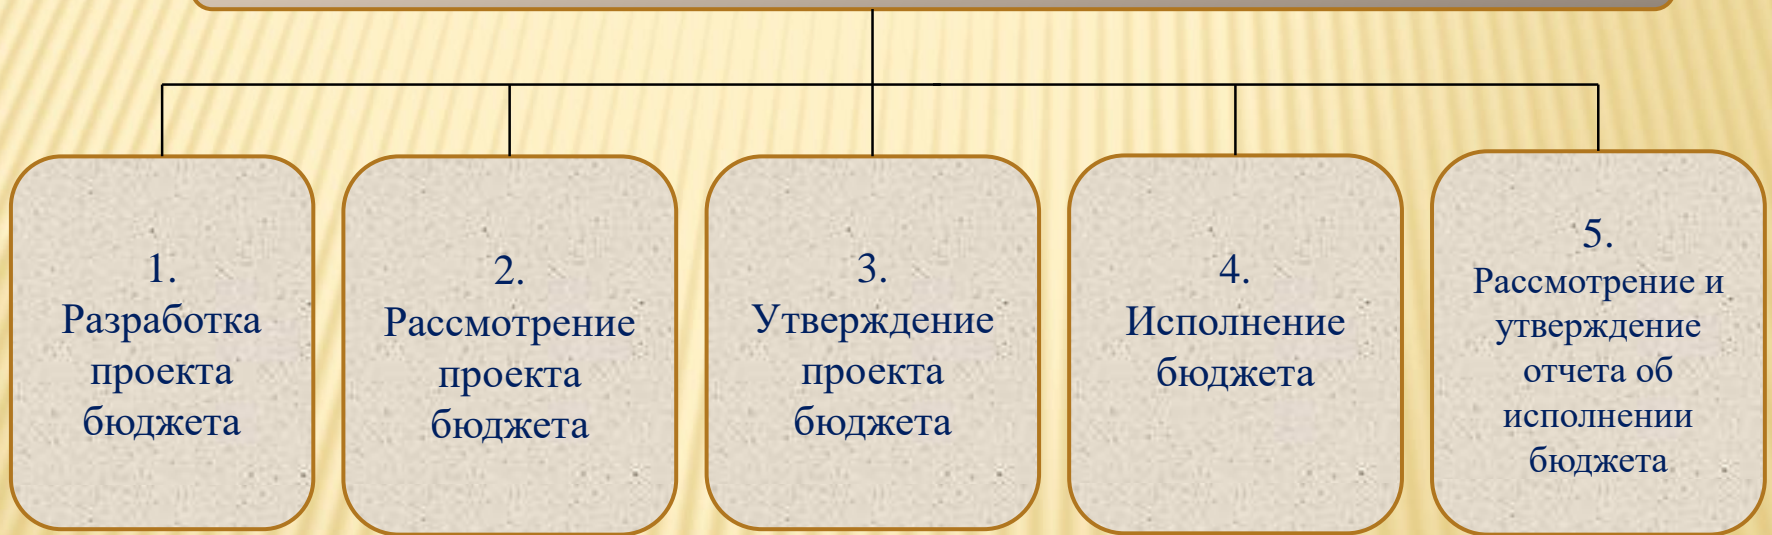 1.
Разработка
проекта
бюджета
2.
Рассмотрение
проекта
бюджета
3.
Утверждение
проекта
бюджета
4.
Исполнение
бюджета
5.
Рассмотрение и
утверждение
отчета об
исполнении
бюджета